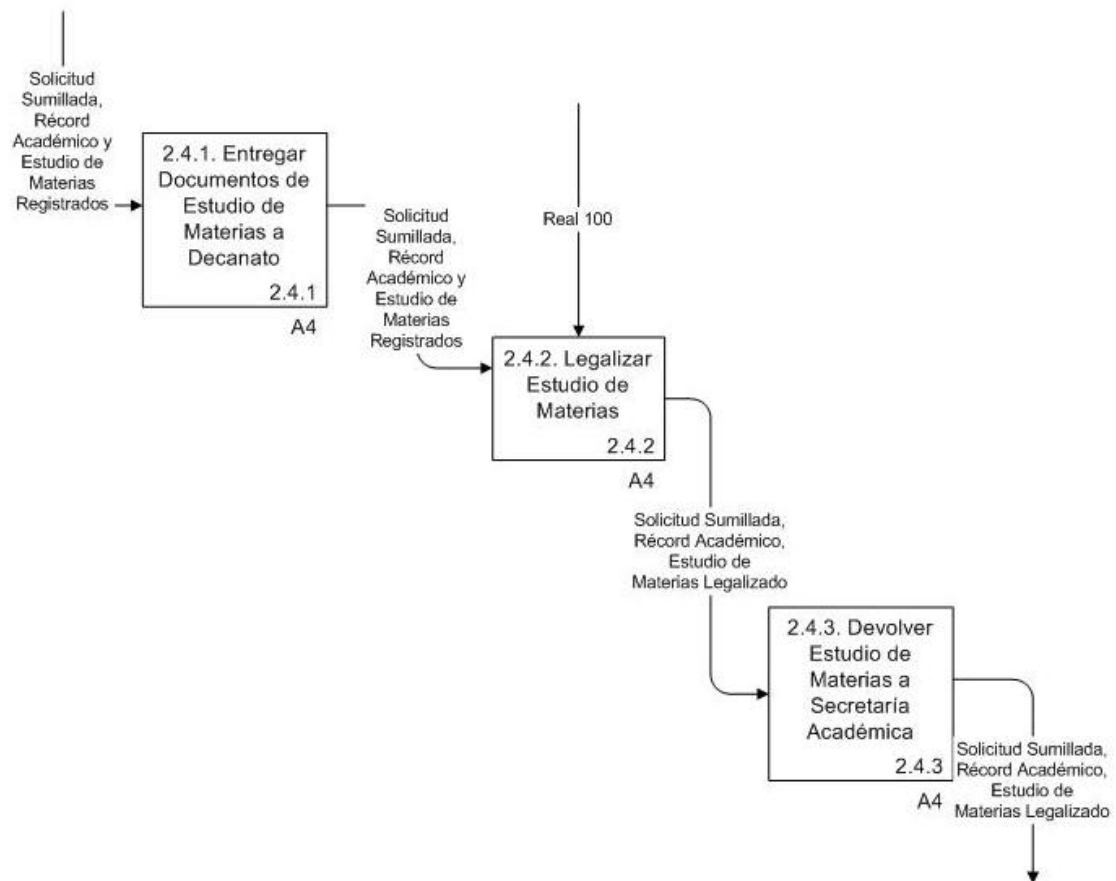 Solicitud
Sumillada,
Récord
Académico y
Estudio de
Materias
Registrados
2.4.1. Entregar
Documentos de
Estudio de
Materias a
Decanato
2.4.1
A4
Solicitud
Sumillada,
Récord
Académico y
Estudio de
Materias
Registrados
Real 100
2.4.2. Legalizar
Estudio de
Materias
2.4.2
A4
Solicitud Sumillada,
Récord Académico,
Estudio de
Materias Legalizado
2.4.3. Devolver
Estudio de
Materias a
Secretaría
Académica
2.4.3
A4
Solicitud Sumillada,
Récord Académico,
Estudio de
Materias Legalizado